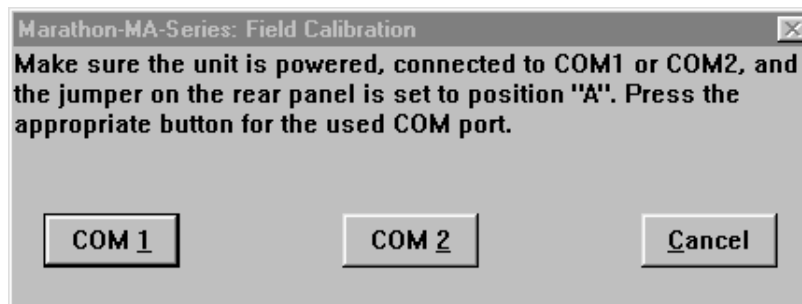 Marathon-MA-Series: Field Calibration
Make sure the unit is powered, connected to COM1 or COM2, and
the jumper on the rear panel is set to position "A". Press the
appropriate button for the used COM port.
COM 1 COM 2 Cancel